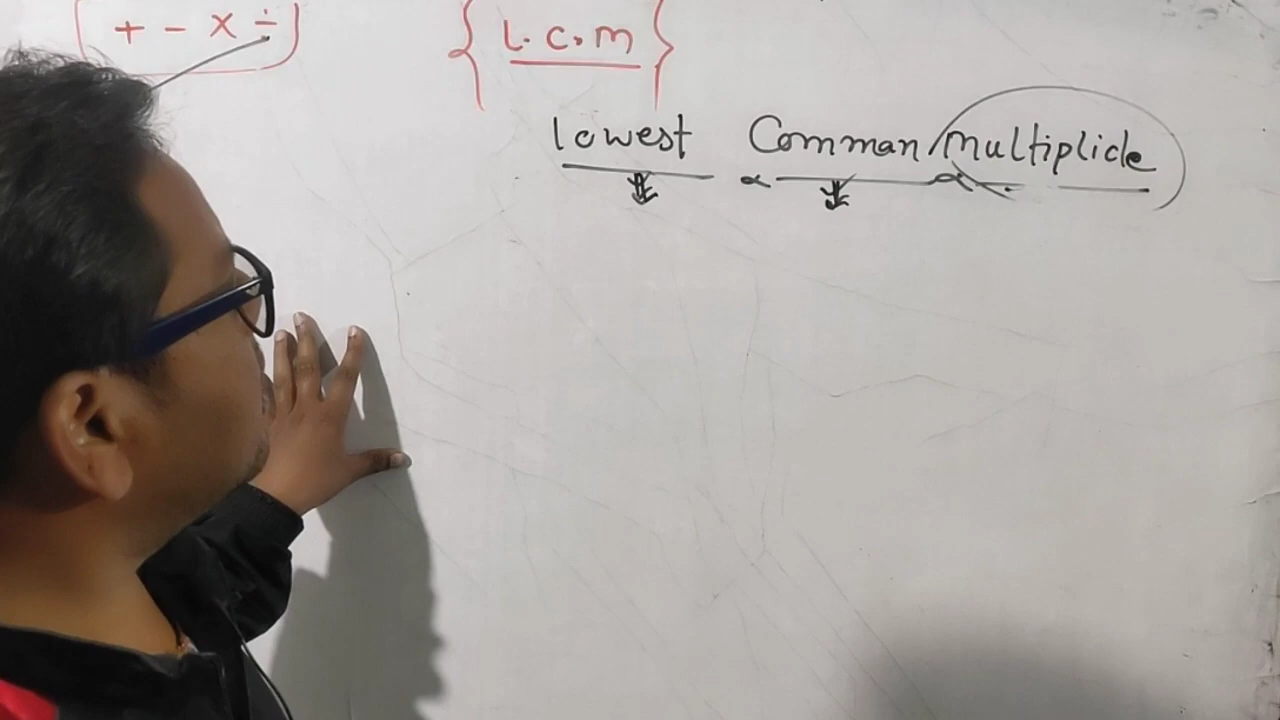 + - × ÷
{ L.C.M }
lowest Comman multiplicle